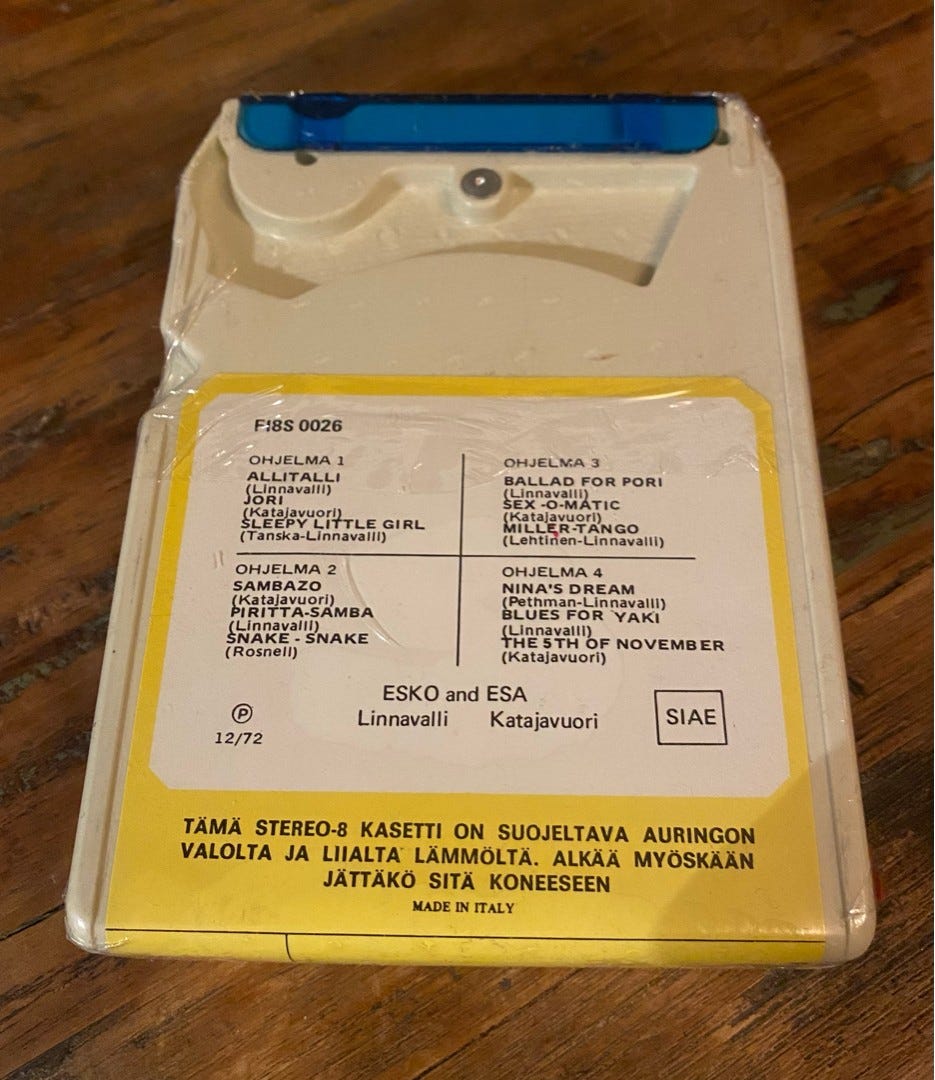 FI8S 0026
OHJELMA 1
ALLITALLI
(Linnavalli)
JORI
(Katajavuori)
SLEEPY LITTLE GIRL
(Tanska-Linnavalli)
OHJELMA 2
SAMBAZO
(Katajavuori)
PIRITTA-SAMBA
(Linnavalli)
SNAKE - SNAKE
(Rosnell)
OHJELMA 3
BALLAD FOR PORI
(Linnavalli)
SEX -O-MATIC
(Katajavuori)
MILLER-TANGO
(Lehtinen-Linnavalli)
OHJELMA 4
NINA'S DREAM
(Pethman-Linnavalli)
BLUES FOR YAKI
(Linnavalli)
THE 5TH OF NOVEMBER
(Katajavuori)
ESKO and ESA
Linnavalli Katajavuori
Ⓟ
12/72
SIAE
TÄMÄ STEREO-8 KASETTI ON SUOJELTAVA AURINGON
VALOLTA JA LIIALTA LÄMMÖLTÄ. ALKÄÄ MYÖSKÄÄN
JÄTTÄKÖ SITÄ KONEESEEN
MADE IN ITALY